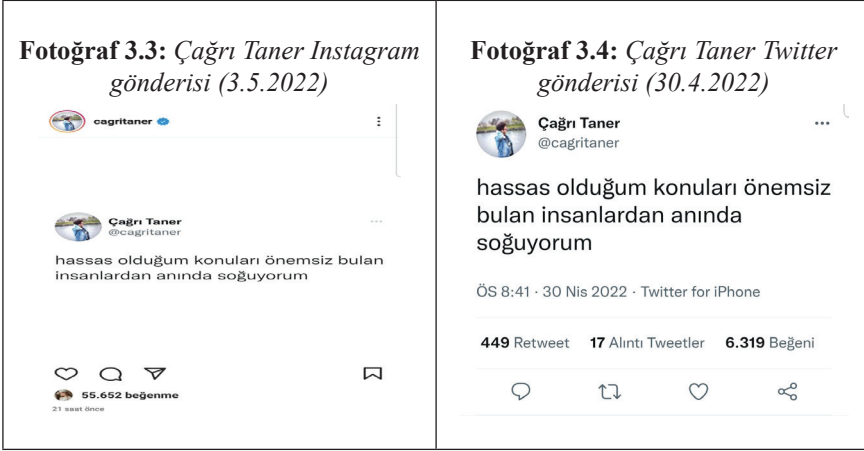 Fotoğraf 3.3: Çağrı Taner Instagram
gönderisi (3.5.2022)
cagritaner
Çağrı Taner
@cagritaner
hassas olduğum konuları önemsiz bulan
insanlardan anında soğuyorum
55.652 beğenme
21 saat önce
Fotoğraf 3.4: Çağrı Taner Twitter
gönderisi (30.4.2022)
Çağrı Taner
@cagritaner
hassas olduğum konuları önemsiz
bulan insanlardan anında
soğuyorum
ÖS 8:41 · 30 Nis 2022 · Twitter for iPhone
449 Retweet 17 Alıntı Tweetler 6.319 Beğeni